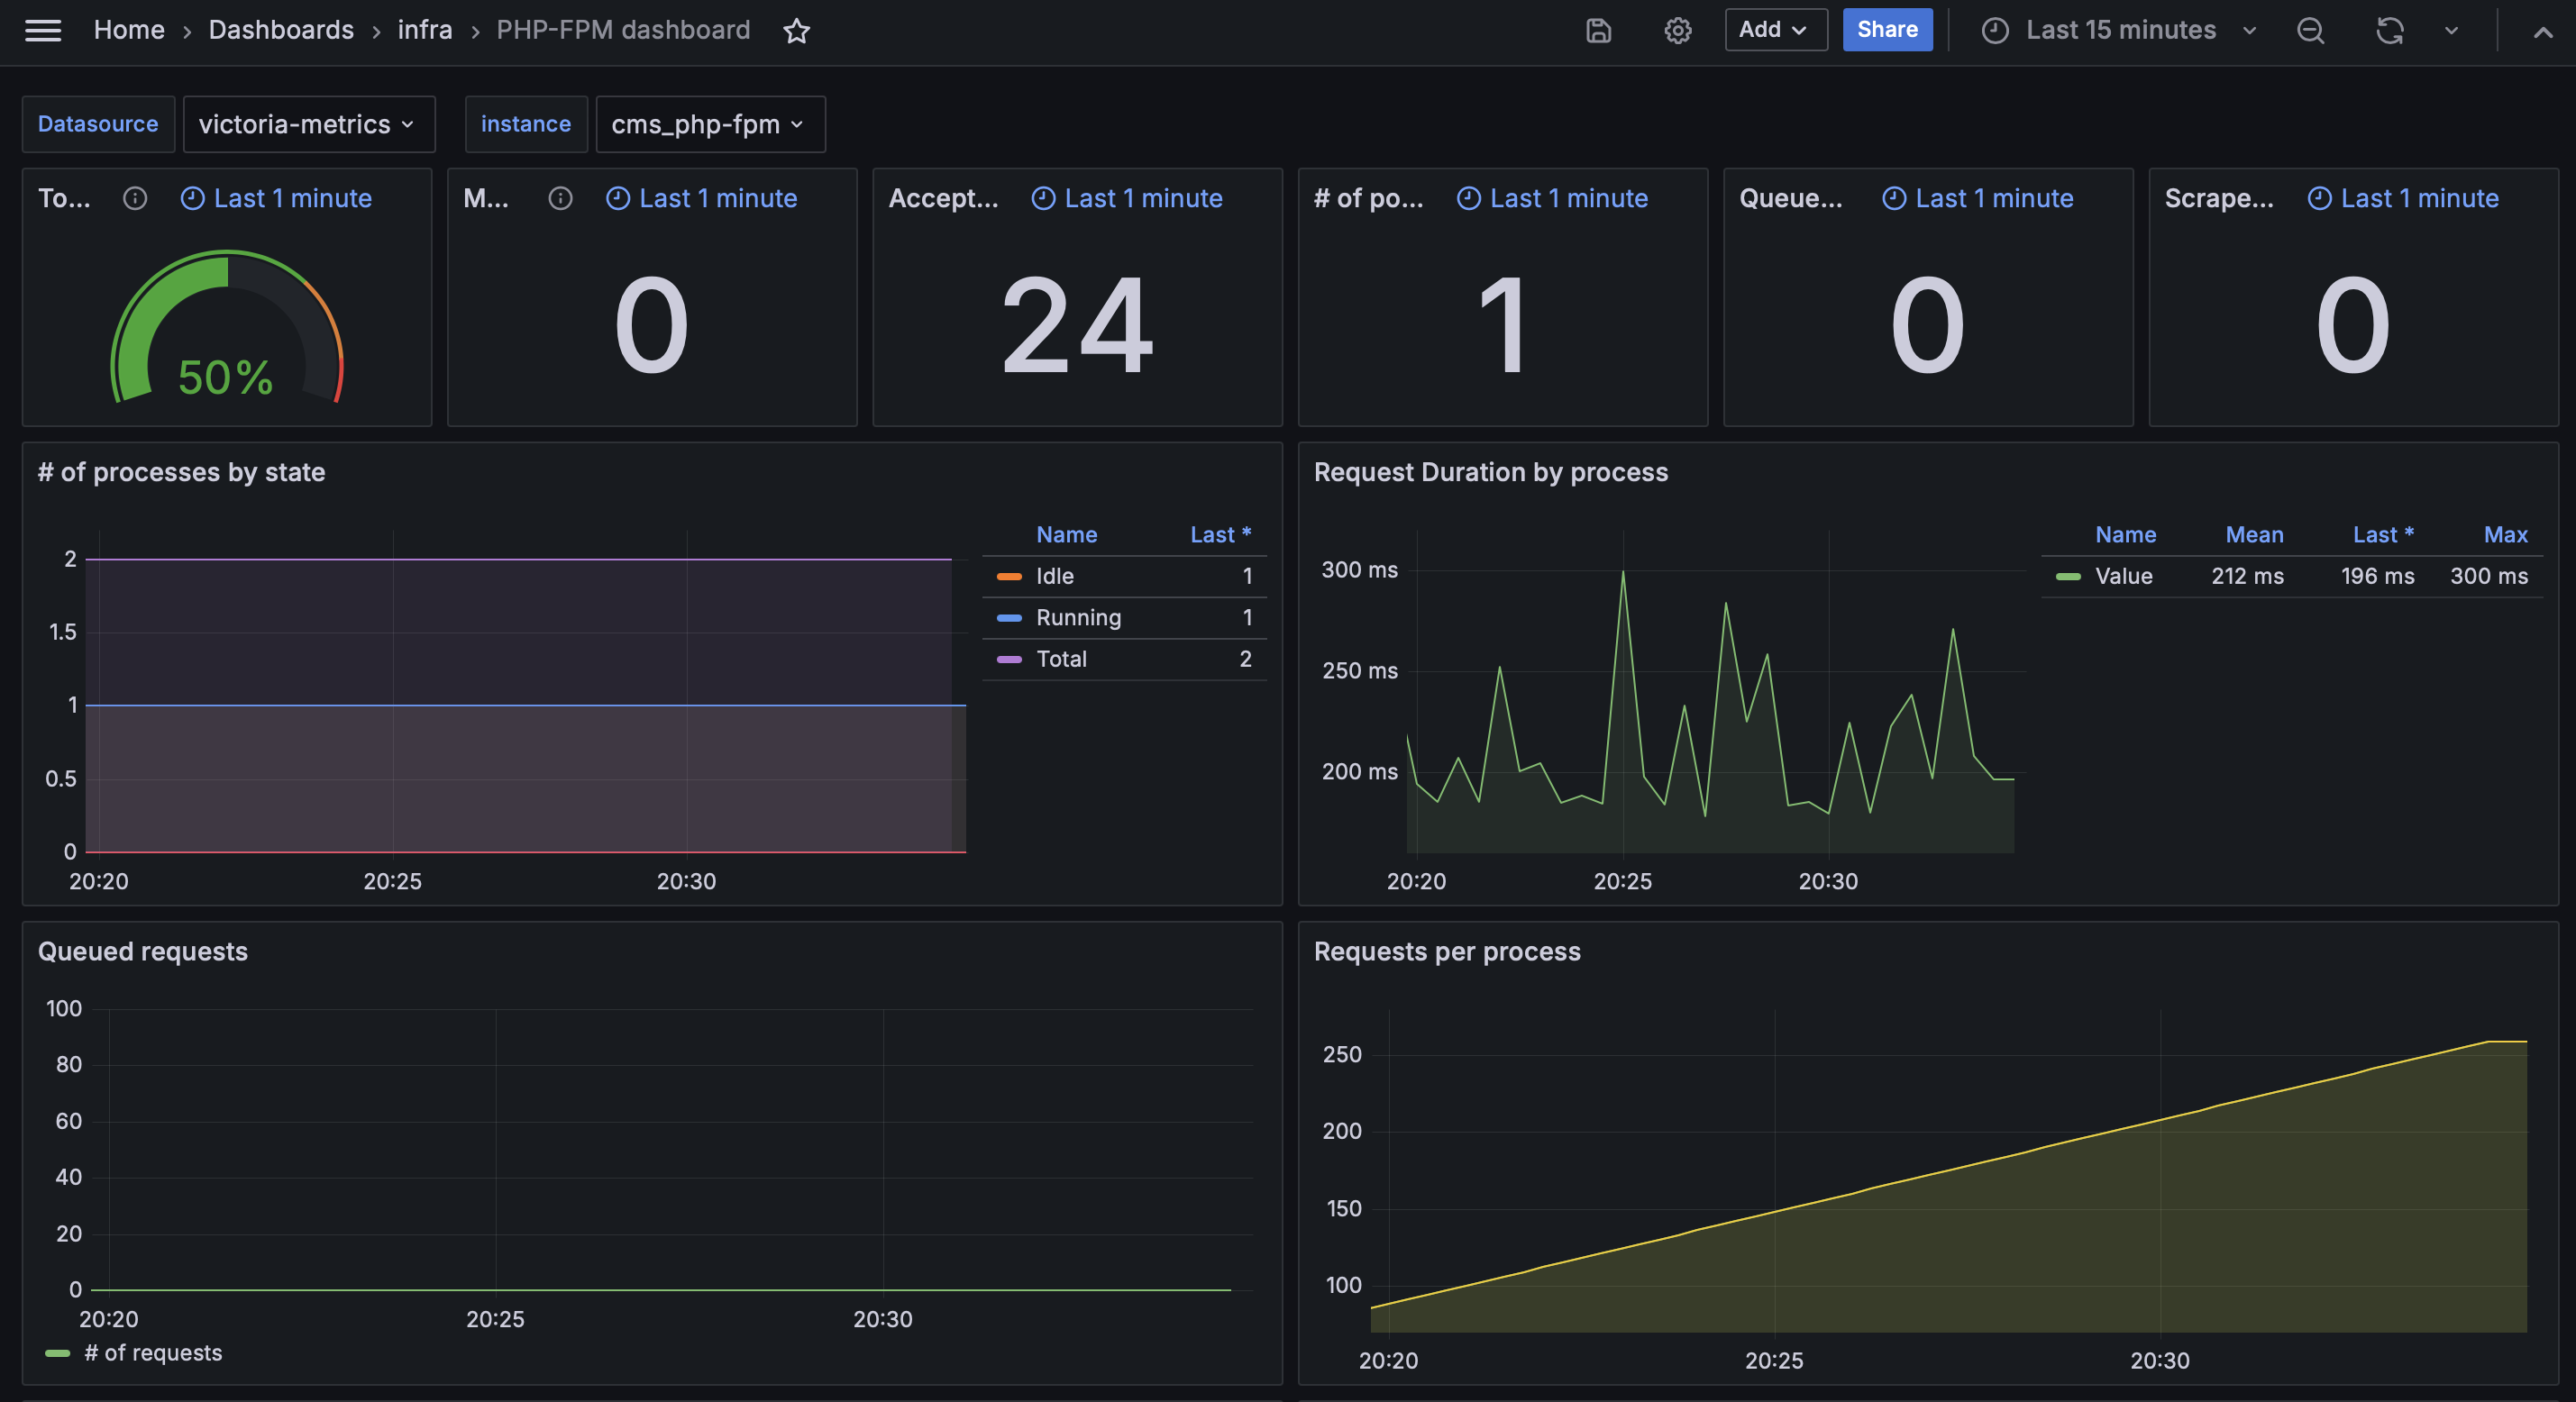 Home › Dashboards › infra › PHP-FPM dashboard
Add
Share
Last 15 minutes
Datasource victoria-metrics
instance cms_php-fpm
To... Last 1 minute
50%
M... Last 1 minute
0
Accept... Last 1 minute
24
# of po... Last 1 minute
1
Queue... Last 1 minute
0
Scrape... Last 1 minute
0
# of processes by state
2
1.5
1
0.5
0
20:20 20:25 20:30
Name Last *
Idle 1
Running 1
Total 2
Request Duration by process
300 ms
250 ms
200 ms
20:20 20:25 20:30
Name Mean Last * Max
Value 212 ms 196 ms 300 ms
Queued requests
100
80
60
40
20
0
20:20 20:25 20:30
# of requests
Requests per process
250
200
150
100
20:20 20:25 20:30